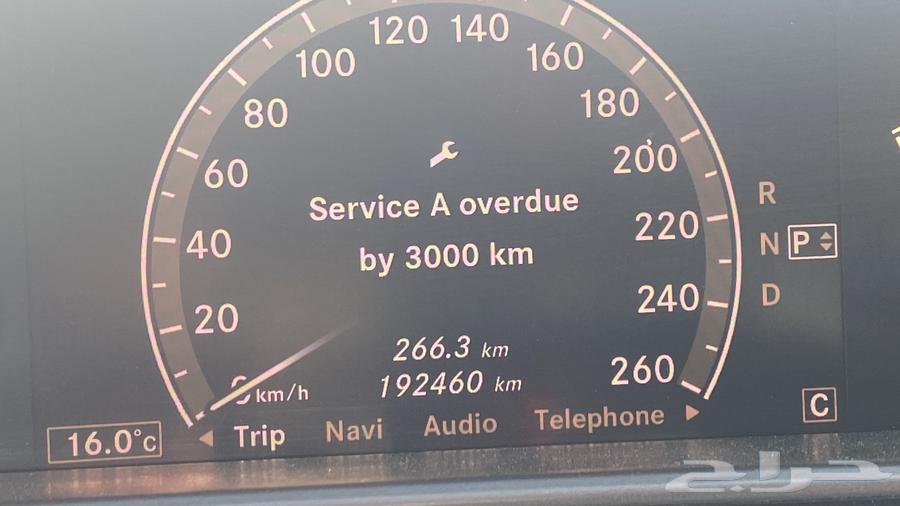 120 140
100 160
80 180
60 200
40 220
20 240
260
Service A overdue
by 3000 km
266.3 km
192460 km
km/h
R
N P
D
C
16.0°C
Trip Navi Audio Telephone
حراج